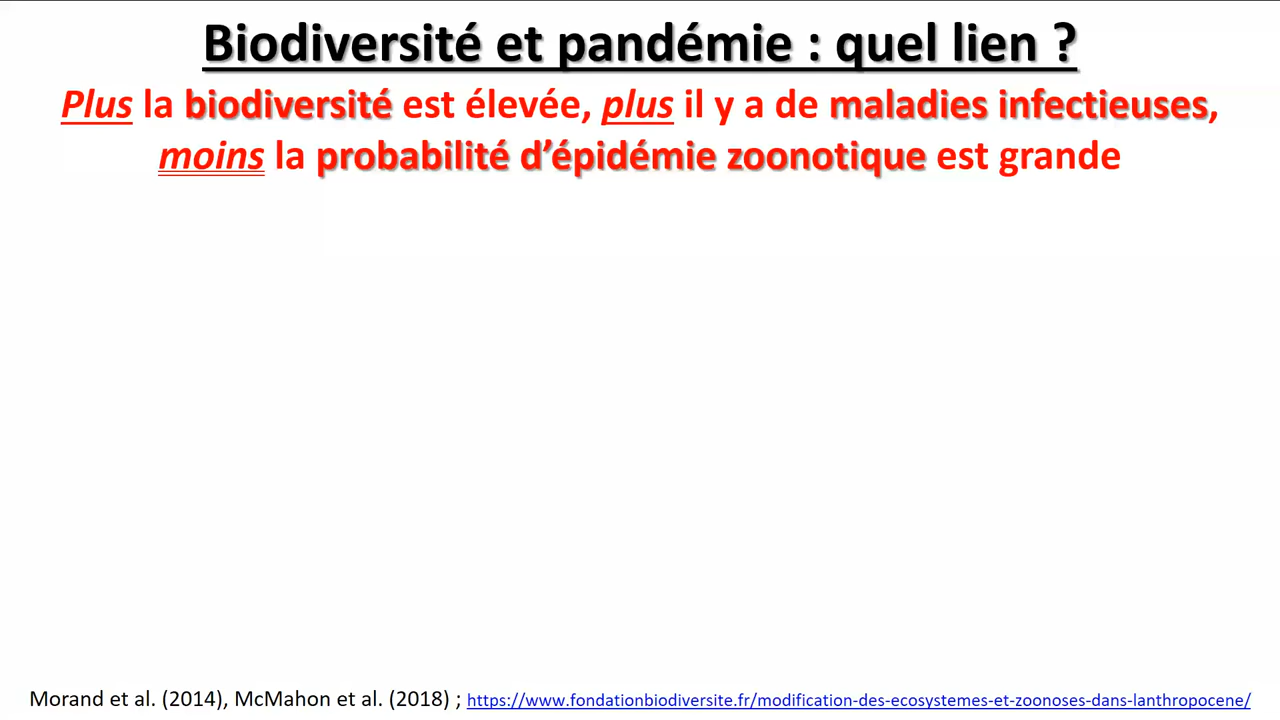 Biodiversité et pandémie : quel lien ?
Plus la biodiversité est élevée, plus il y a de maladies infectieuses,
moins la probabilité d’épidémie zoonotique est grande
Morand et al. (2014), McMahon et al. (2018) ; https://www.fondationbiodiversite.fr/modification-des-ecosystemes-et-zoonoses-dans-lanthropocene/